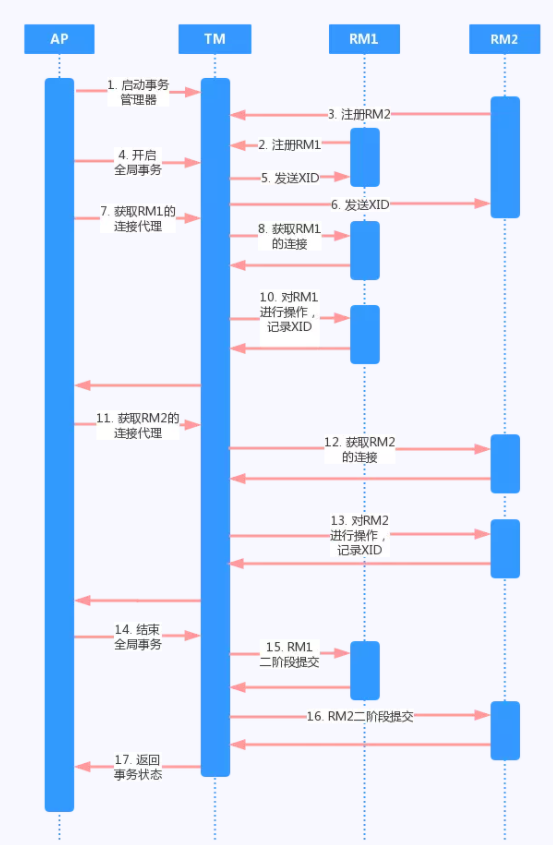 AP
TM
RM1
RM2
1. 启动事务
管理器
3. 注册RM2
2. 注册RM1
4. 开启
全局事务
5. 发送XID
6. 发送XID
7. 获取RM1的
连接代理
8. 获取RM1
的连接
10. 对RM1
进行操作，
记录XID
11. 获取RM2的
连接代理
12. 获取RM2
的连接
13. 对RM2
进行操作，
记录XID
14. 结束
全局事务
15. RM1
二阶段提交
16. RM2二阶段提交
17. 返回
事务状态